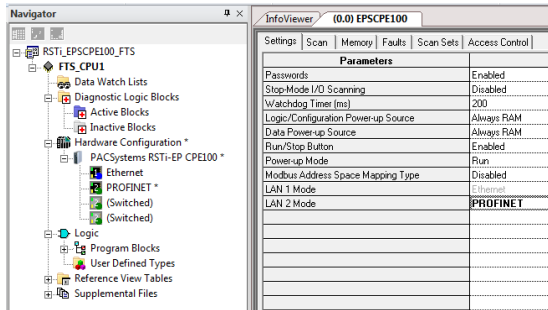 Navigator
RSTi_EPSCPE100_FTS
FTS_CPU1
Data Watch Lists
Diagnostic Logic Blocks
Active Blocks
Inactive Blocks
Hardware Configuration *
PACSystems RSTi-EP CPE100 *
Ethernet
PROFINET *
(Switched)
(Switched)
Logic
Program Blocks
User Defined Types
Reference View Tables
Supplemental Files
InfoViewer (0.0) EPSCPE100
Settings Scan Memory Faults Scan Sets Access Control
Parameters
Passwords Enabled
Stop-Mode I/O Scanning Disabled
Watchdog Timer (ms) 200
Logic/Configuration Power-up Source Always RAM
Data Power-up Source Always RAM
Run/Stop Button Enabled
Power-up Mode Run
Modbus Address Space Mapping Type Disabled
LAN 1 Mode Ethernet
LAN 2 Mode PROFINET